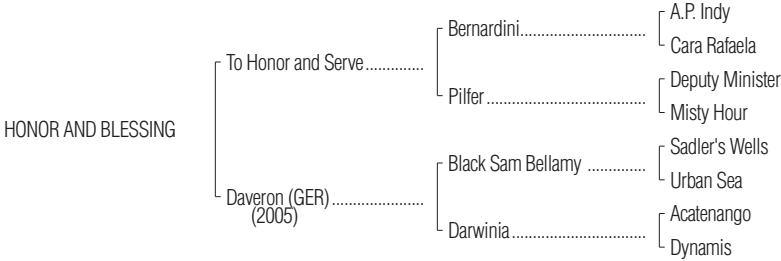 A.P. Indy
Bernardini
Cara Rafaela
To Honor and Serve
Deputy Minister
Pilfer
Misty Hour
HONOR AND BLESSING
Sadler's Wells
Black Sam Bellamy
Urban Sea
Daveron (GER)
(2005)
Acatenango
Darwinia
Dynamis